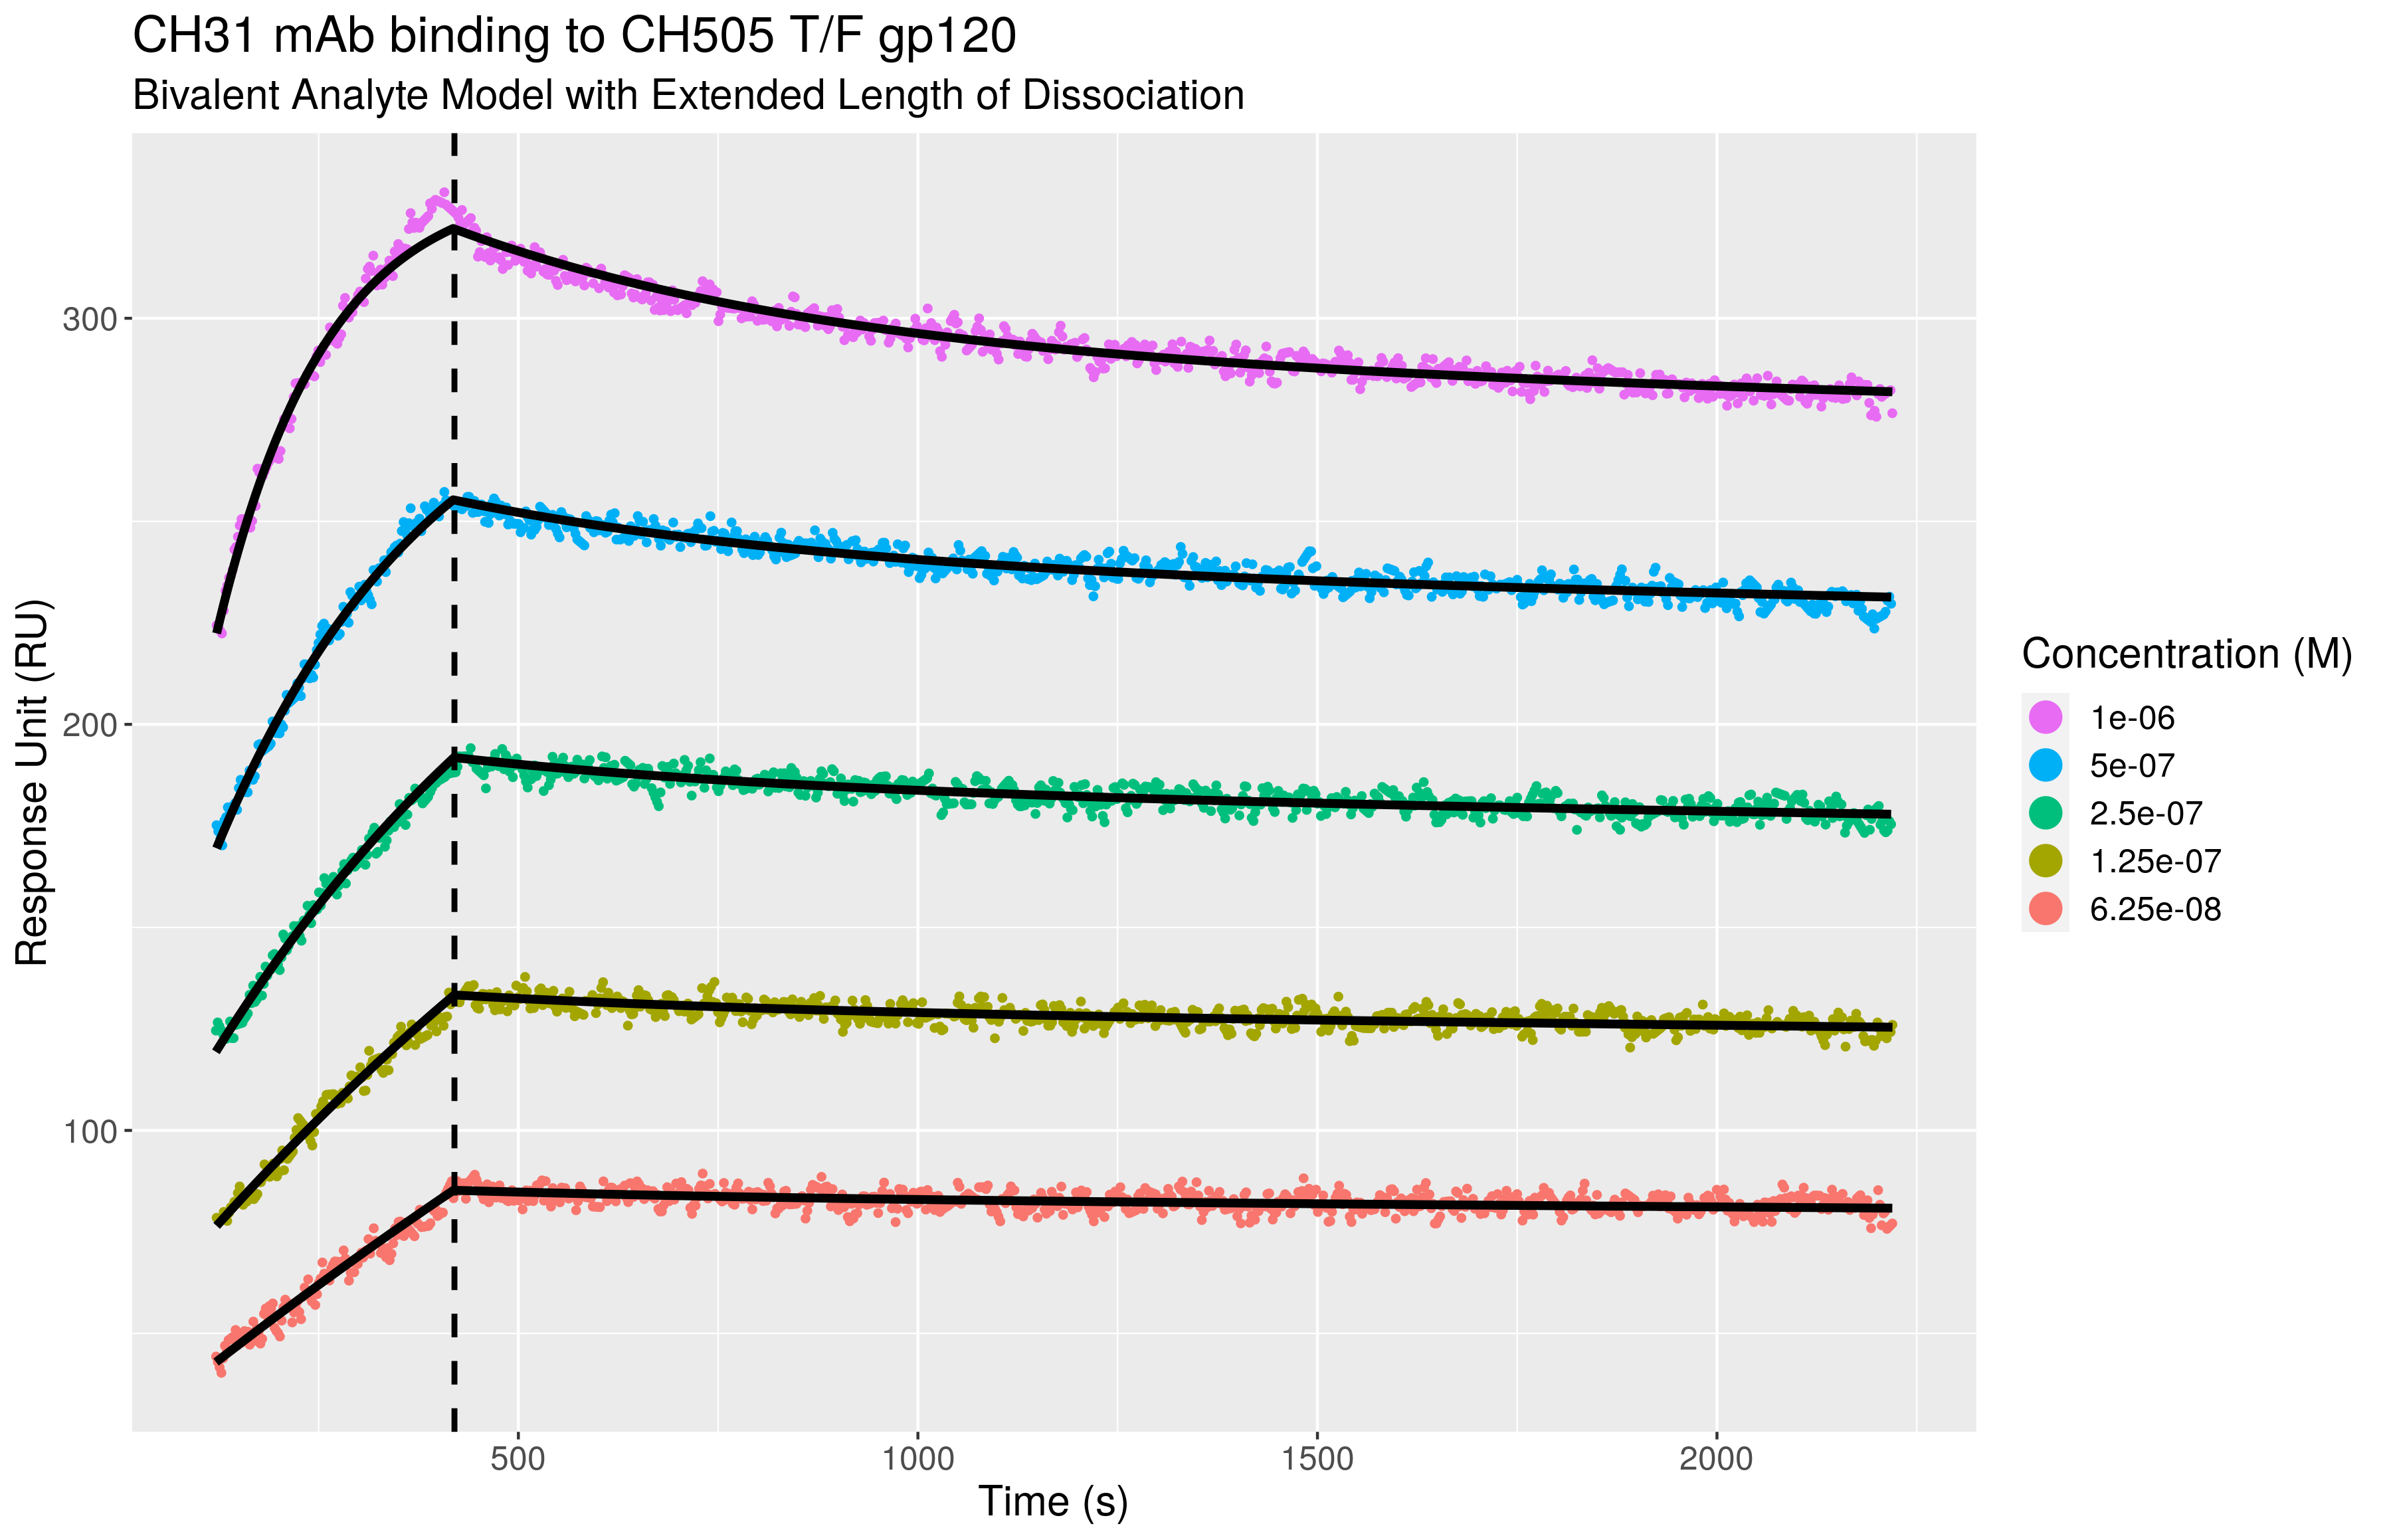 CH31 mAb binding to CH505 T/F gp120
Bivalent Analyte Model with Extended Length of Dissociation
Response Unit (RU)
300
200
100
500
1000
1500
2000
Time (s)
Concentration (M)
1e-06
5e-07
2.5e-07
1.25e-07
6.25e-08